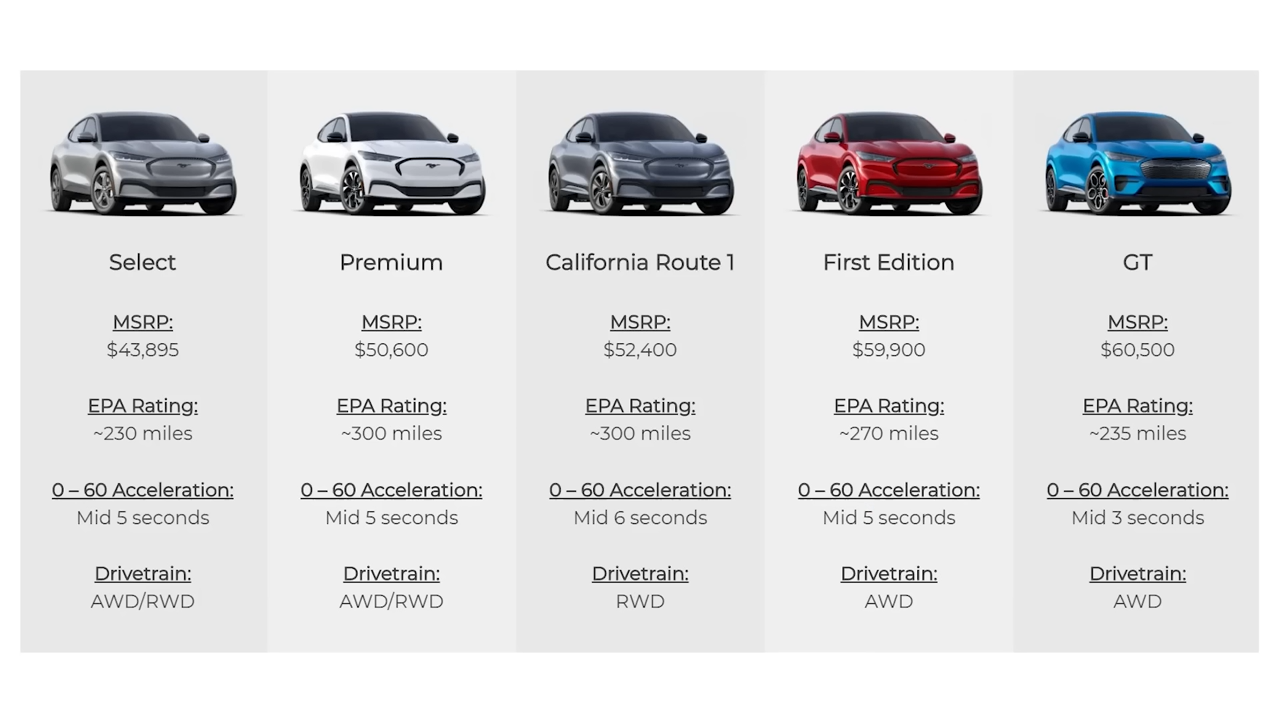 Select
MSRP:
$43,895
EPA Rating:
~230 miles
0 – 60 Acceleration:
Mid 5 seconds
Drivetrain:
AWD/RWD
Premium
MSRP:
$50,600
EPA Rating:
~300 miles
0 – 60 Acceleration:
Mid 5 seconds
Drivetrain:
AWD/RWD
California Route 1
MSRP:
$52,400
EPA Rating:
~300 miles
0 – 60 Acceleration:
Mid 6 seconds
Drivetrain:
RWD
First Edition
MSRP:
$59,900
EPA Rating:
~270 miles
0 – 60 Acceleration:
Mid 5 seconds
Drivetrain:
AWD
GT
MSRP:
$60,500
EPA Rating:
~235 miles
0 – 60 Acceleration:
Mid 3 seconds
Drivetrain:
AWD